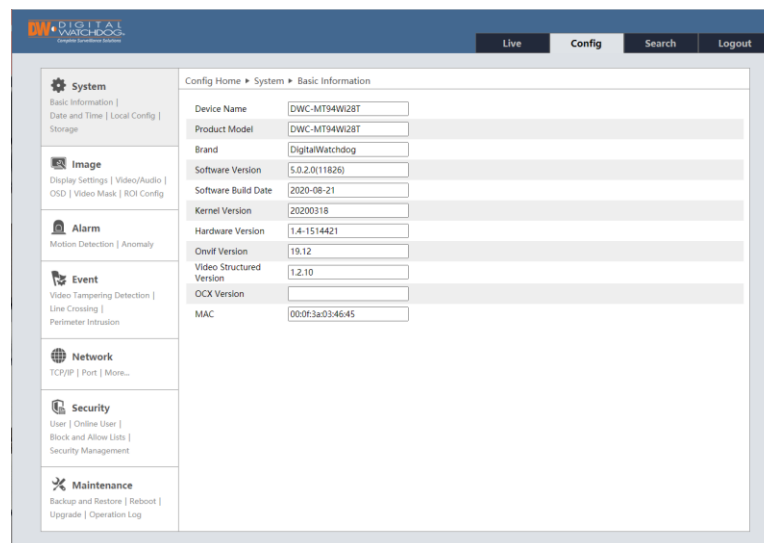 DW DIGITAL
WATCHDOG
Complete Surveillance Solutions
Live Config Search Logout
System
Basic Information |
Date and Time | Local Config |
Storage
Image
Display Settings | Video/Audio |
OSD | Video Mask | ROI Config
Alarm
Motion Detection | Anomaly
Event
Video Tampering Detection |
Line Crossing |
Perimeter Intrusion
Network
TCP/IP | Port | More...
Security
User | Online User |
Block and Allow Lists |
Security Management
Maintenance
Backup and Restore | Reboot |
Upgrade | Operation Log
Config Home ▸ System ▸ Basic Information
Device Name DWC-MT94Wi28T
Product Model DWC-MT94Wi28T
Brand DigitalWatchdog
Software Version 5.0.2.0(11826)
Software Build Date 2020-08-21
Kernel Version 20200318
Hardware Version 1.4-1514421
Onvif Version 19.12
Video Structured
Version 1.2.10
OCX Version
MAC 00:0f:3a:03:46:45